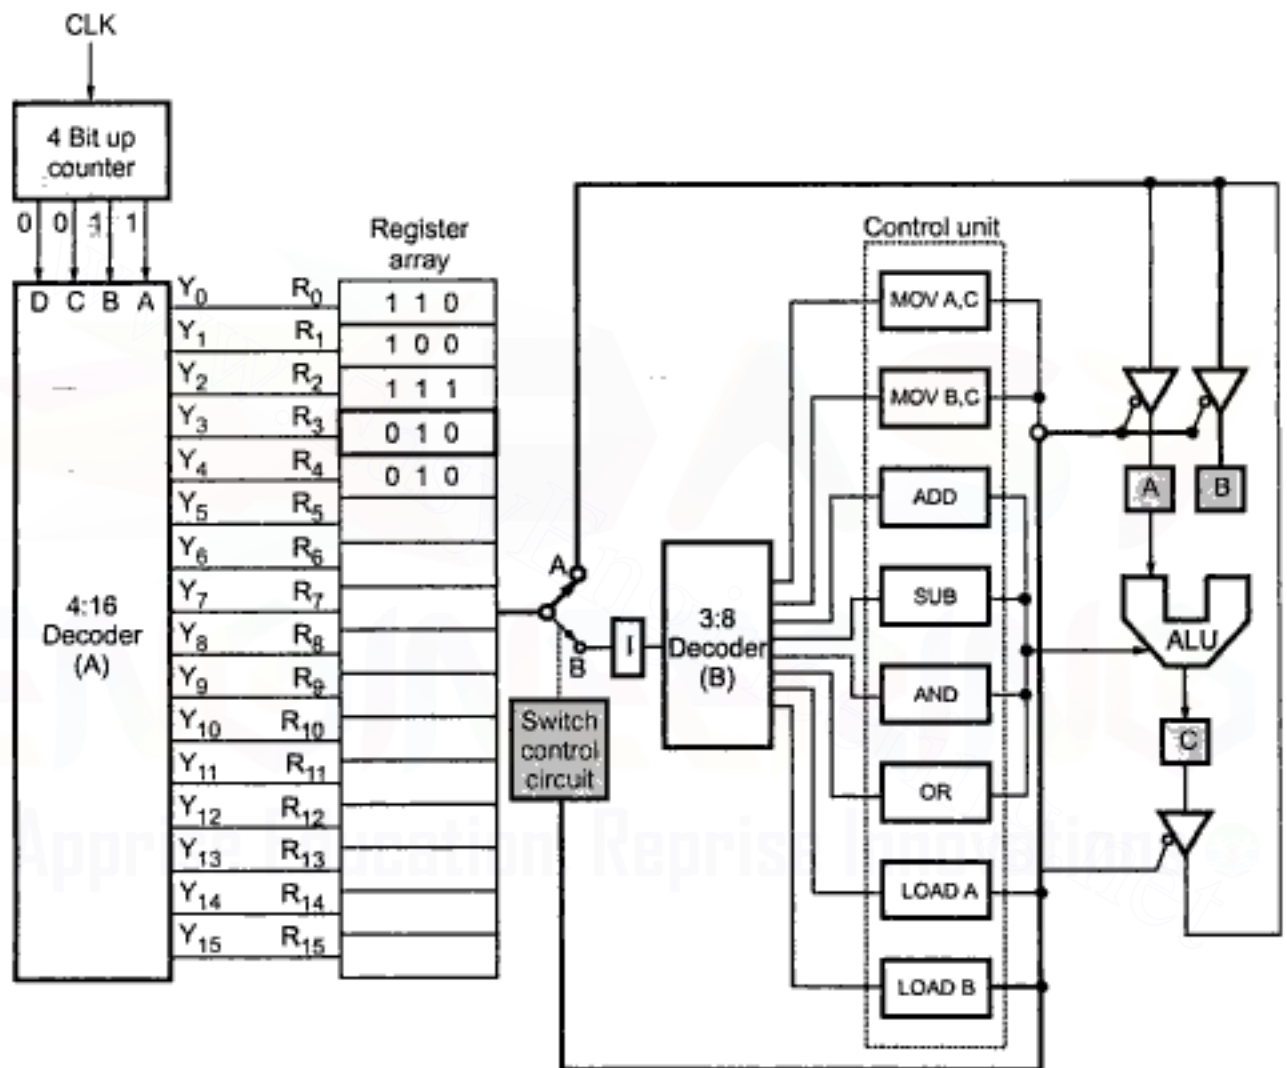 CLK
4 Bit up
counter
0 0 1 1
D C B A
4:16
Decoder
(A)
Register
array
Y0 R0 1 1 0
Y1 R1 1 0 0
Y2 R2 1 1 1
Y3 R3 0 1 0
Y4 R4 0 1 0
Y5 R5
Y6 R6
Y7 R7
Y8 R8
Y9 R9
Y10 R10
Y11 R11
Y12 R12
Y13 R13
Y14 R14
Y15 R15
A
B
I
Switch
control
circuit
3:8
Decoder
(B)
Control unit
MOV A,C
MOV B,C
ADD
SUB
AND
OR
LOAD A
LOAD B
A B
ALU
C
Apprise Education Reprise Innovations